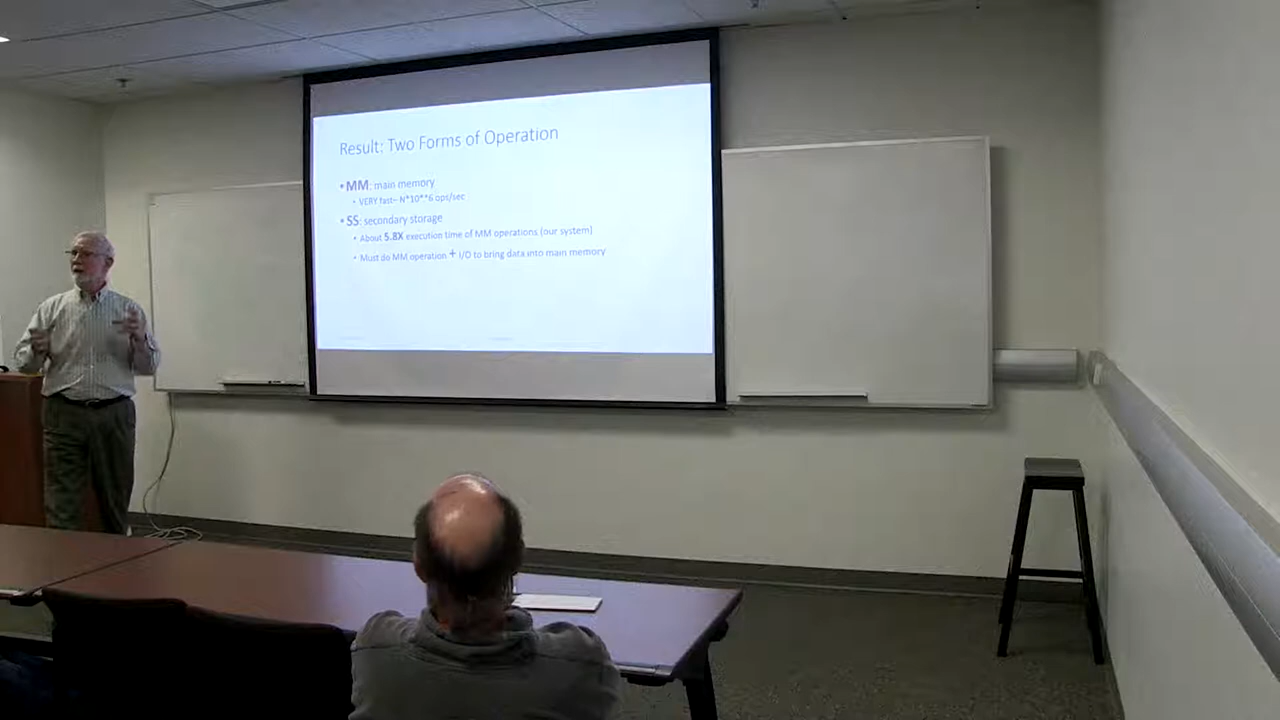 Result: Two Forms of Operation
• MM: main memory
• VERY fast– N*10**6 ops/sec
• SS: secondary storage
• About 5.8X execution time of MM operations (our system)
• Must do MM operation + I/O to bring data into main memory